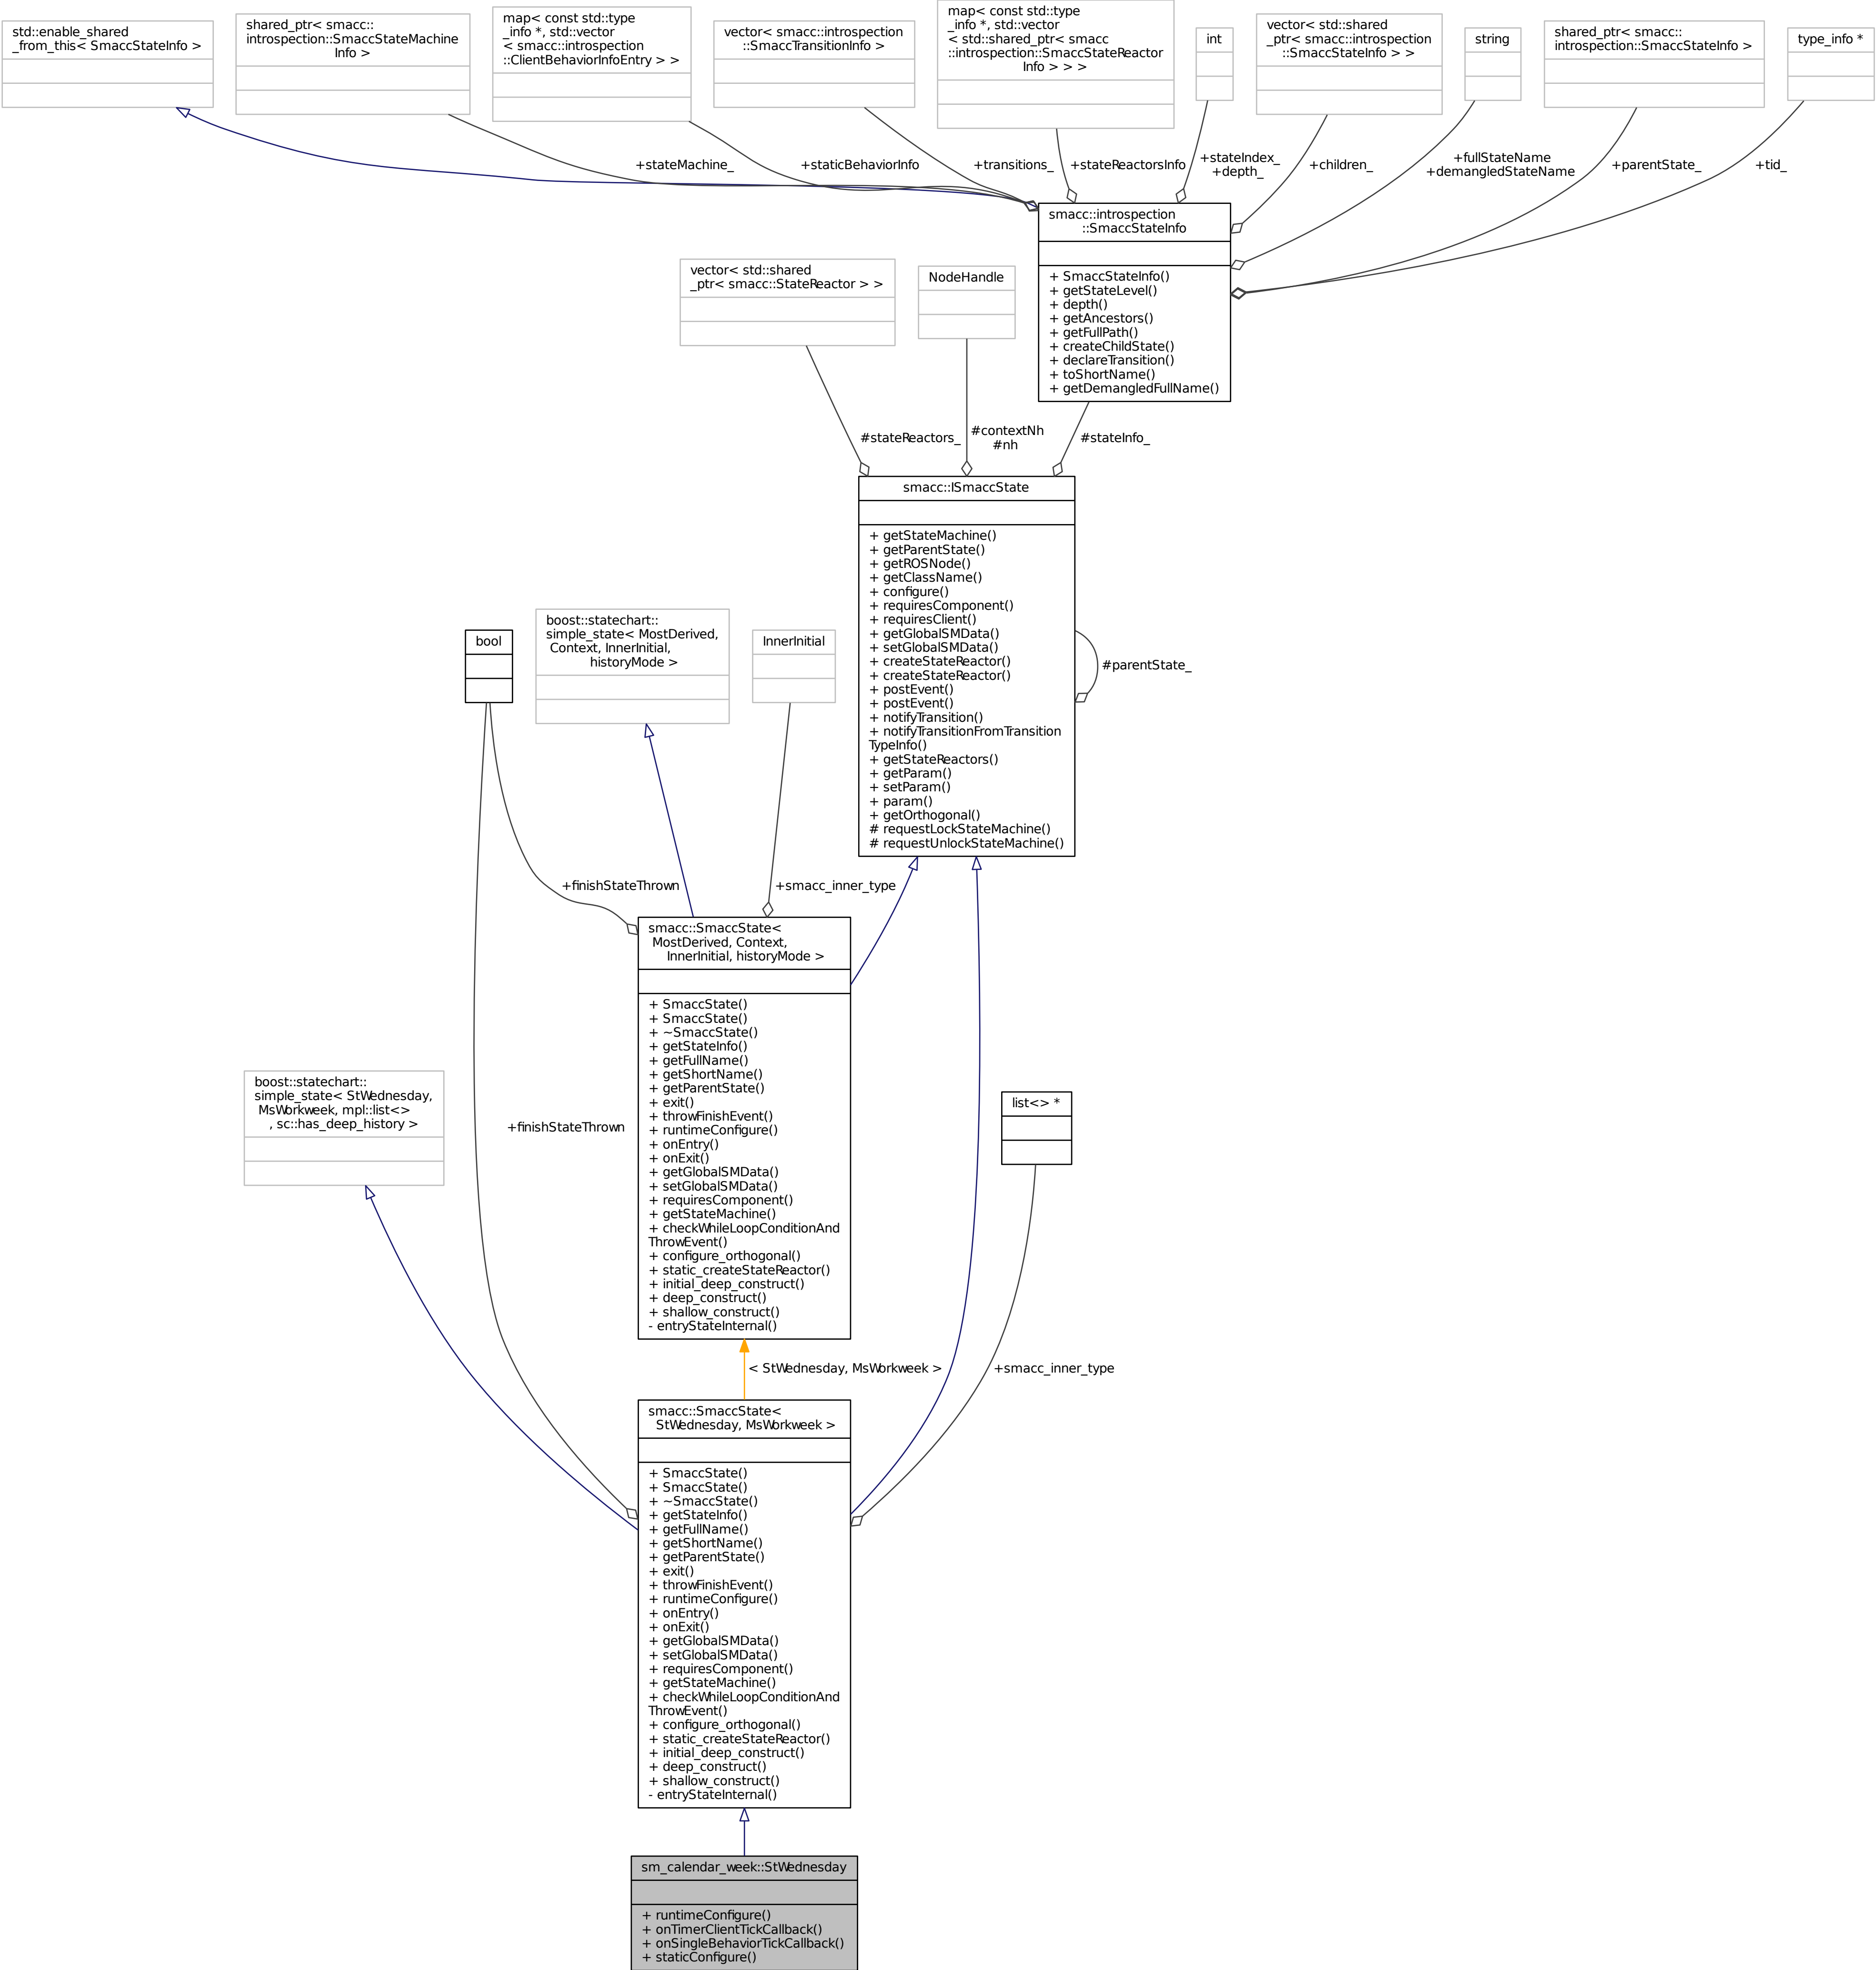 std::enable_shared
_from_this< SmaccStateInfo >
shared_ptr< smacc::
introspection::SmaccStateMachine
Info >
map< const std::type
_info *, std::vector
< smacc::introspection
::ClientBehaviorInfoEntry > >
vector< smacc::introspection
::SmaccTransitionInfo >
map< const std::type
_info *, std::vector
< std::shared_ptr< smacc
::introspection::SmaccStateReactor
Info > > >
int
vector< std::shared
_ptr< smacc::introspection
::SmaccStateInfo > >
string
shared_ptr< smacc::
introspection::SmaccStateInfo >
type_info *
+stateMachine_
+staticBehaviorInfo
+transitions_
+stateReactorsInfo
+stateIndex_
+depth_
+children_
+fullStateName
+demangledStateName
+parentState_
+tid_
smacc::introspection
::SmaccStateInfo
+ SmaccStateInfo()
+ getStateLevel()
+ depth()
+ getAncestors()
+ getFullPath()
+ createChildState()
+ declareTransition()
+ toShortName()
+ getDemangledFullName()
vector< std::shared
_ptr< smacc::StateReactor > >
NodeHandle
#stateReactors_
#contextNh
#nh
#stateInfo_
smacc::ISmaccState
+ getStateMachine()
+ getParentState()
+ getROSNode()
+ getClassName()
+ configure()
+ requiresComponent()
+ requiresClient()
+ getGlobalSMData()
+ setGlobalSMData()
+ createStateReactor()
+ createStateReactor()
+ postEvent()
+ postEvent()
+ notifyTransition()
+ notifyTransitionFromTransition
TypeInfo()
+ getStateReactors()
+ getParam()
+ setParam()
+ param()
+ getOrthogonal()
# requestLockStateMachine()
# requestUnlockStateMachine()
#parentState_
bool
boost::statechart::
simple_state< MostDerived,
Context, InnerInitial,
historyMode >
InnerInitial
+finishStateThrown
+smacc_inner_type
smacc::SmaccState<
MostDerived, Context,
InnerInitial, historyMode >
+ SmaccState()
+ SmaccState()
+ ~SmaccState()
+ getStateInfo()
+ getFullName()
+ getShortName()
+ getParentState()
+ exit()
+ throwFinishEvent()
+ runtimeConfigure()
+ onEntry()
+ onExit()
+ getGlobalSMData()
+ setGlobalSMData()
+ requiresComponent()
+ getStateMachine()
+ checkWhileLoopConditionAnd
ThrowEvent()
+ configure_orthogonal()
+ static_createStateReactor()
+ initial_deep_construct()
+ deep_construct()
+ shallow_construct()
- entryStateInternal()
boost::statechart::
simple_state< StWednesday,
MsWorkweek, mpl::list<>
, sc::has_deep_history >
+finishStateThrown
list<> *
< StWednesday, MsWorkweek >
+smacc_inner_type
smacc::SmaccState<
StWednesday, MsWorkweek >
+ SmaccState()
+ SmaccState()
+ ~SmaccState()
+ getStateInfo()
+ getFullName()
+ getShortName()
+ getParentState()
+ exit()
+ throwFinishEvent()
+ runtimeConfigure()
+ onEntry()
+ onExit()
+ getGlobalSMData()
+ setGlobalSMData()
+ requiresComponent()
+ getStateMachine()
+ checkWhileLoopConditionAnd
ThrowEvent()
+ configure_orthogonal()
+ static_createStateReactor()
+ initial_deep_construct()
+ deep_construct()
+ shallow_construct()
- entryStateInternal()
sm_calendar_week::StWednesday
+ runtimeConfigure()
+ onTimerClientTickCallback()
+ onSingleBehaviorTickCallback()
+ staticConfigure()